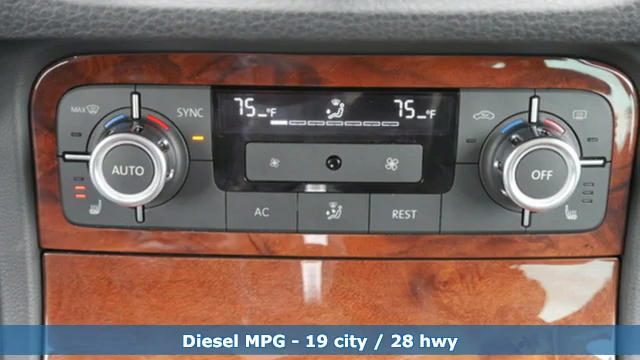 MAX
SYNC
75 °F
75 °F
AUTO
OFF
AC
REST
Diesel MPG - 19 city / 28 hwy